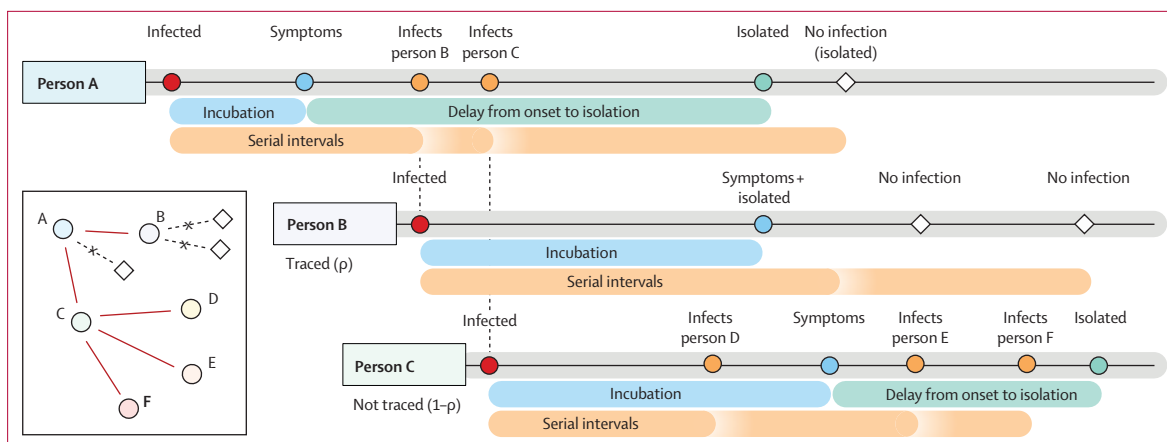 Infected
Symptoms
Infects
person B
Infects
person C
Isolated
No infection
(isolated)
Person A
Incubation
Delay from onset to isolation
Serial intervals
Infected
Symptoms+
isolated
No infection
No infection
Person B
Traced (ρ)
Incubation
Serial intervals
Infected
Infects
person D
Symptoms
Infects
person E
Infects
person F
Isolated
Person C
Not traced (1–ρ)
Incubation
Delay from onset to isolation
Serial intervals
A
B
C
D
E
F